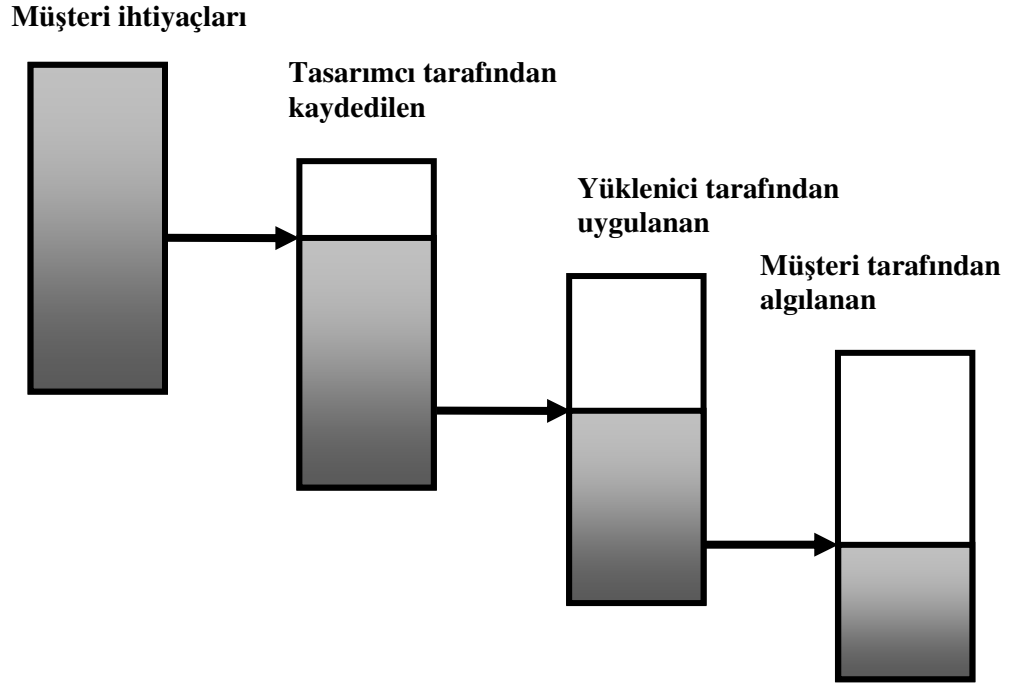 Müşteri ihtiyaçları
Tasarımcı tarafından
kaydedilen
Yüklenici tarafından
uygulanan
Müşteri tarafından
algılanan